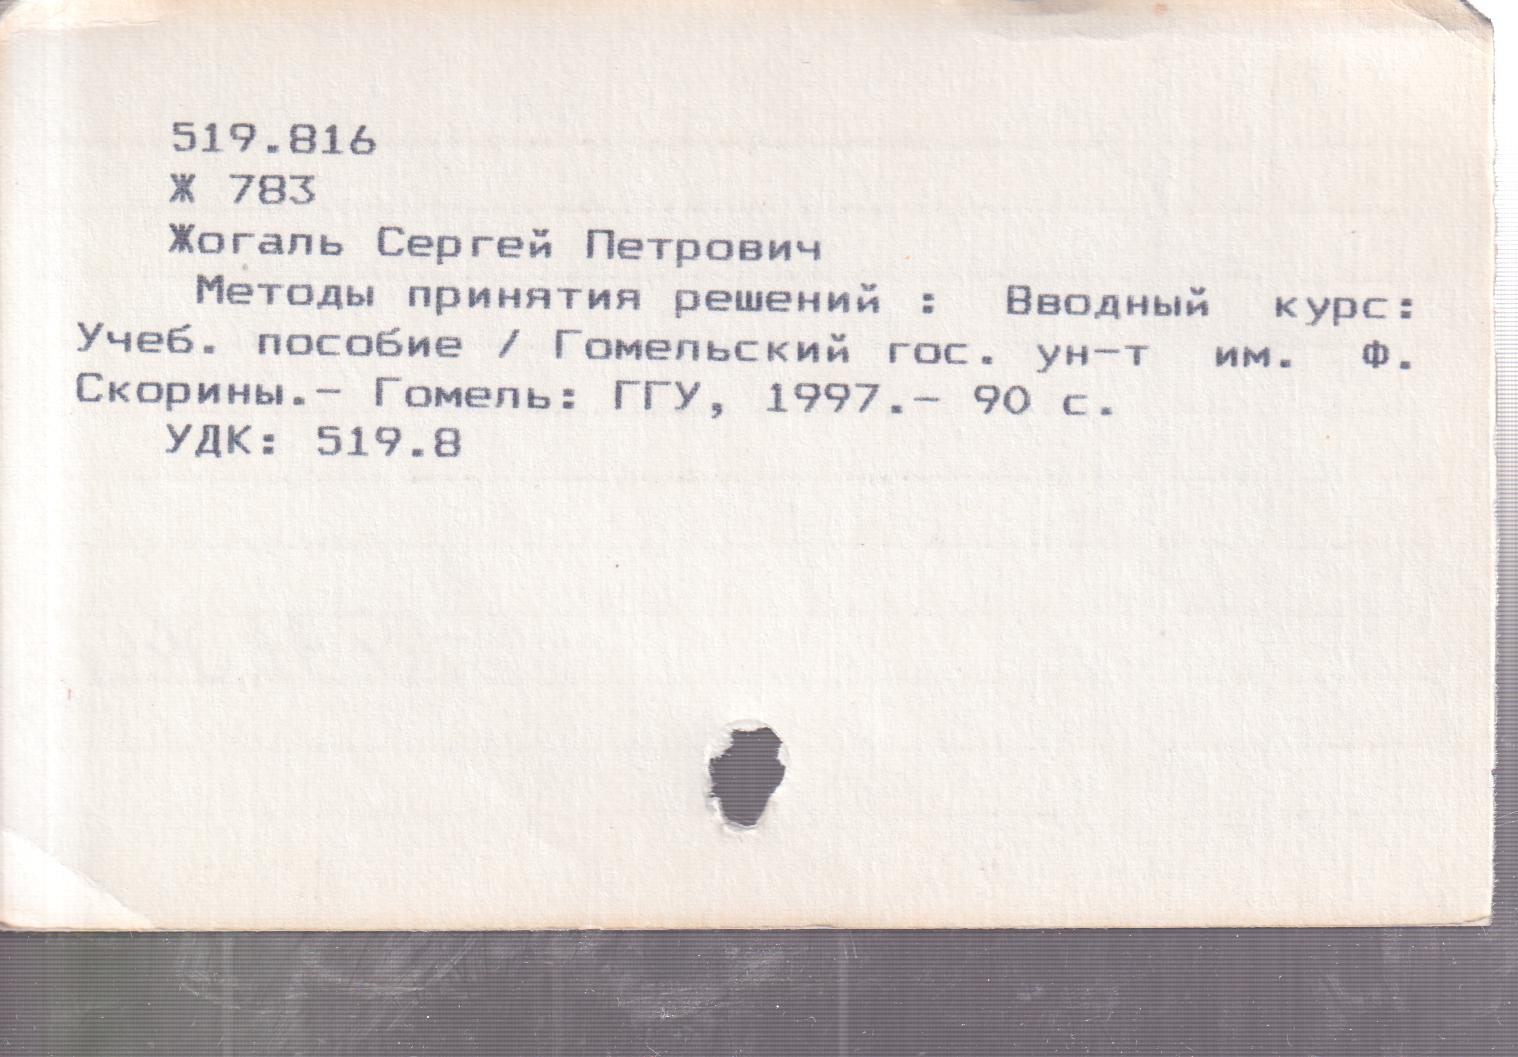 519.816
Ж 783
Жогаль Сергей Петрович
Методы принятия решений : Вводный курс:
Учеб. пособие / Гомельский гос. ун-т им. Ф.
Скорины.- Гомель: ГГУ, 1997.- 90 с.
УДК: 519.8